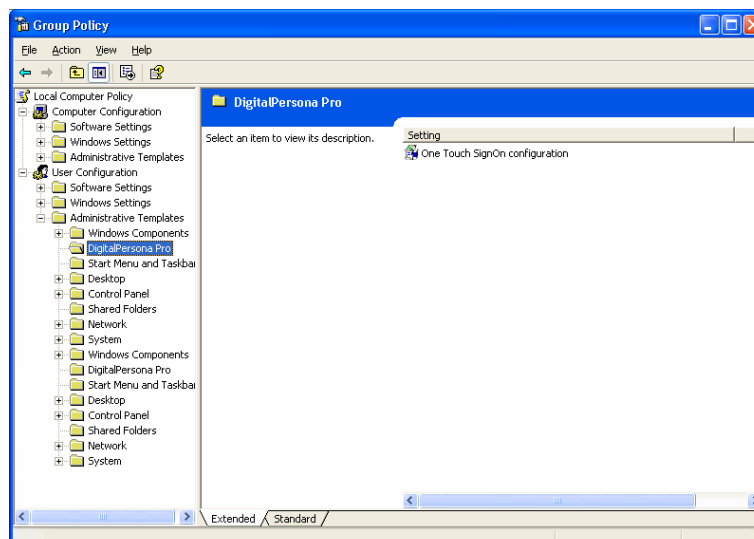 Group Policy
File Action View Help
Local Computer Policy
Computer Configuration
Software Settings
Windows Settings
Administrative Templates
User Configuration
Software Settings
Windows Settings
Administrative Templates
Windows Components
DigitalPersona Pro
Start Menu and Taskbar
Desktop
Control Panel
Shared Folders
Network
System
Windows Components
DigitalPersona Pro
Start Menu and Taskbar
Desktop
Control Panel
Shared Folders
Network
System
DigitalPersona Pro
Select an item to view its description.
Setting
One Touch SignOn configuration
Extended Standard